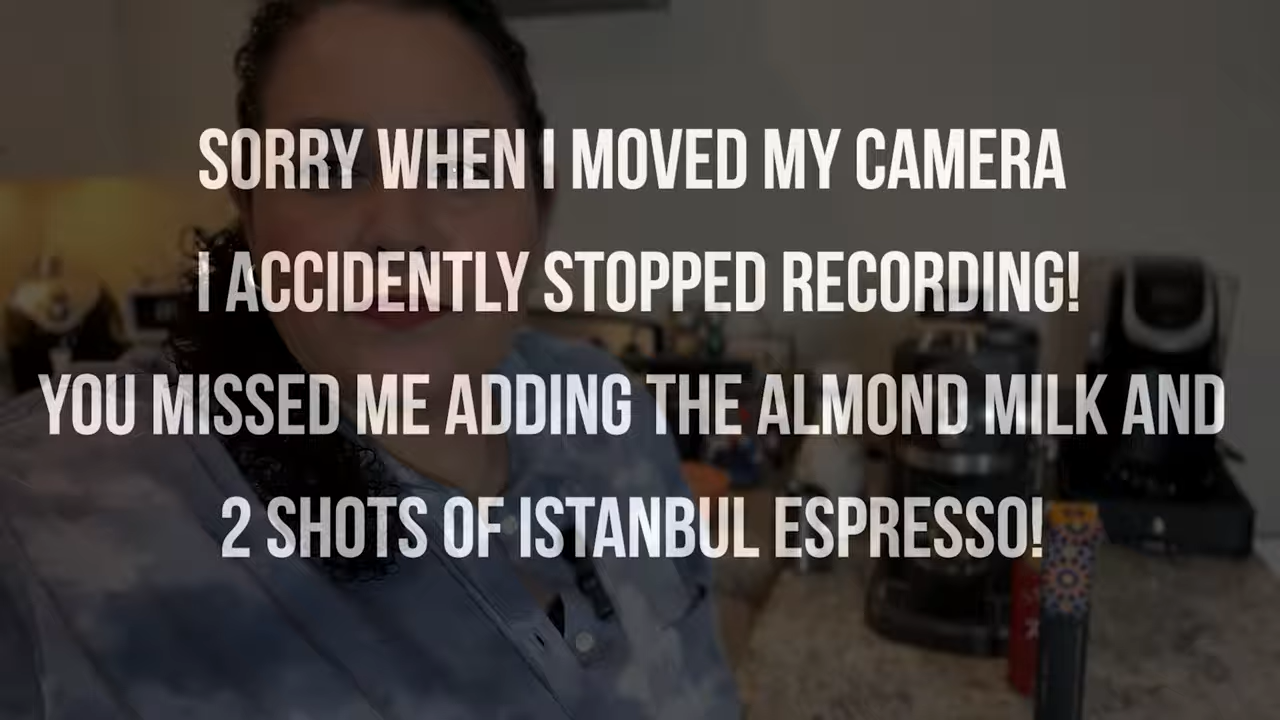 SORRY WHEN I MOVED MY CAMERA
I ACCIDENTLY STOPPED RECORDING!
YOU MISSED ME ADDING THE ALMOND MILK AND
2 SHOTS OF ISTANBUL ESPRESSO!